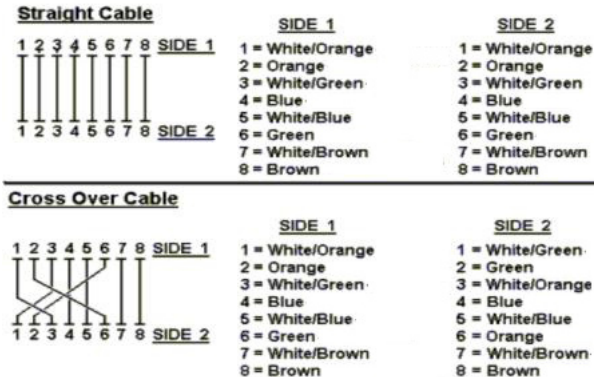 Straight Cable
1 2 3 4 5 6 7 8 SIDE 1
1 2 3 4 5 6 7 8 SIDE 2
SIDE 1
1 = White/Orange
2 = Orange
3 = White/Green
4 = Blue
5 = White/Blue
6 = Green
7 = White/Brown
8 = Brown
SIDE 2
1 = White/Orange
2 = Orange
3 = White/Green
4 = Blue
5 = White/Blue
6 = Green
7 = White/Brown
8 = Brown
Cross Over Cable
1 2 3 4 5 6 7 8 SIDE 1
1 2 3 4 5 6 7 8 SIDE 2
SIDE 1
1 = White/Orange
2 = Orange
3 = White/Green
4 = Blue
5 = White/Blue
6 = Green
7 = White/Brown
8 = Brown
SIDE 2
1 = White/Green
2 = Green
3 = White/Orange
4 = Blue
5 = White/Blue
6 = Orange
7 = White/Brown
8 = Brown